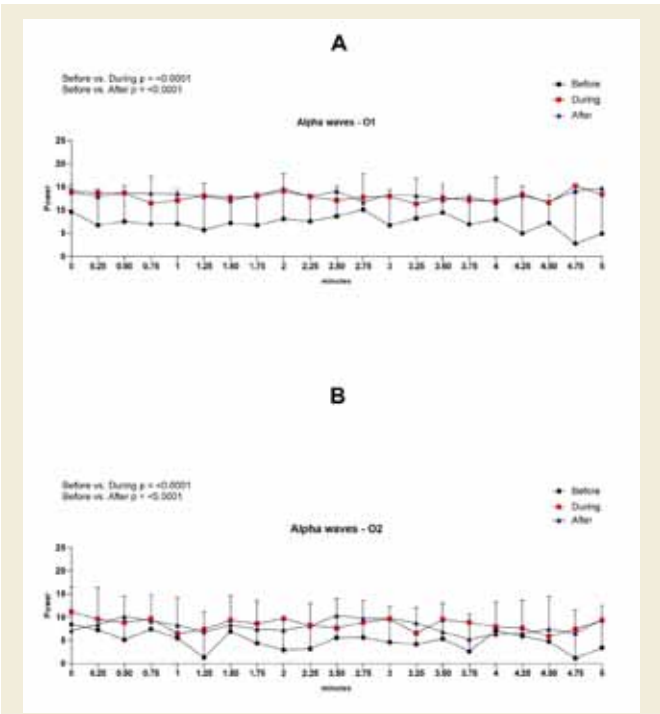 A
Before vs. During p = <0.0001
Before vs. After p = <0.0001
Before
During
After
Alpha waves - O1
Power
25
20
15
10
5
0
0 0.25 0.50 0.75 1 1.25 1.50 1.75 2 2.25 2.50 2.75 3 3.25 3.50 3.75 4 4.25 4.50 4.75 5
minutes
B
Before vs. During p = <0.0001
Before vs. After p = <0.0001
Before
During
After
Alpha waves - O2
Power
25
20
15
10
5
0
0 0.25 0.50 0.75 1 1.25 1.50 1.75 2 2.25 2.50 2.75 3 3.25 3.50 3.75 4 4.25 4.50 4.75 5
minutes